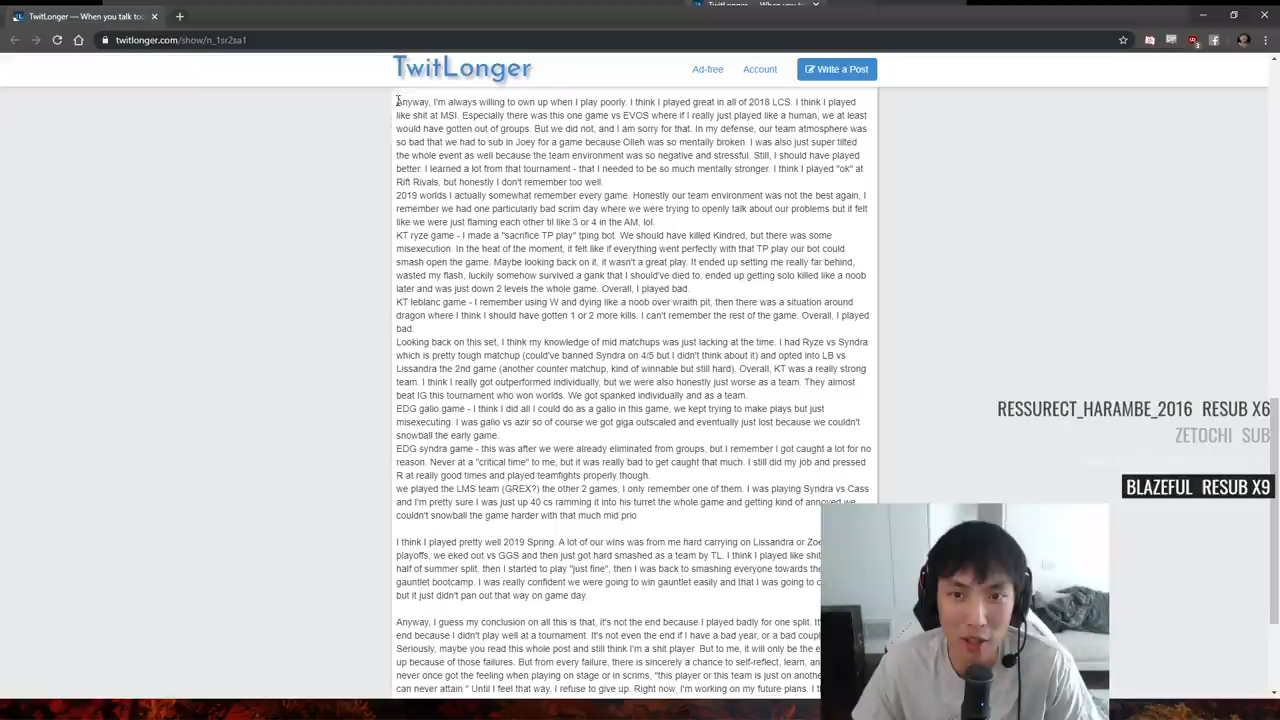 TwitLonger — When you talk too
TwitLonger — When you t
twitlonger.com/show/n_1sr2sa1
TwitLonger
Ad-free
Account
Write a Post
Anyway, I'm always willing to own up when I play poorly. I think I played great in all of 2018 LCS. I think I played
like shit at MSI. Especially there was this one game vs EVOS where if I really just played like a human, we at least
would have gotten out of groups. But we did not, and I am sorry for that. In my defense, our team atmosphere was
so bad that we had to sub in Joey for a game because Olleh was so mentally broken. I was also just super tilted
the whole event as well because the team environment was so negative and stressful. Still, I should have played
better. I learned a lot from that tournament - that I needed to be so much mentally stronger. I think I played "ok" at
Rift Rivals, but honestly I don't remember too well.
2019 worlds I actually somewhat remember every game. Honestly our team environment was not the best again, I
remember we had one particularly bad scrim day where we were trying to openly talk about our problems but it felt
like we were just flaming each other til like 3 or 4 in the AM, lol.
KT ryze game - I made a "sacrifice TP play" tping bot. We should have killed Kindred, but there was some
misexecution. In the heat of the moment, it felt like if everything went perfectly with that TP play our bot could
smash open the game. Maybe looking back on it, it wasn't a great play. It ended up setting me really far behind,
wasted my flash, luckily somehow survived a gank that I should've died to, ended up getting solo killed like a noob
later and was just down 2 levels the whole game. Overall, I played bad.
KT leblanc game - I remember using W and dying like a noob over wraith pit, then there was a situation around
dragon where I think I should have gotten 1 or 2 more kills. I can't remember the rest of the game. Overall, I played
bad.
Looking back on this set, I think my knowledge of mid matchups was just lacking at the time. I had Ryze vs Syndra
which is pretty tough matchup (could've banned Syndra on 4/5 but I didn't think about it) and opted into LB vs
Lissandra the 2nd game (another counter matchup, kind of winnable but still hard). Overall, KT was a really strong
team. I think I really got outperformed individually, but we were also honestly just worse as a team. They almost
beat IG this tournament who won worlds. We got spanked individually and as a team.
EDG galio game - I think I did all I could do as a galio in this game, we kept trying to make plays but just
misexecuting. I was galio vs azir so of course we got giga outscaled and eventually just lost because we couldn't
snowball the early game.
EDG syndra game - this was after we were already eliminated from groups, but I remember I got caught a lot for no
reason. Never at a "critical time" to me, but it was really bad to get caught that much. I still did my job and pressed
R at really good times and played teamfights properly though.
we played the LMS team (GREX?) the other 2 games, I only remember one of them. I was playing Syndra vs Cass
and I'm pretty sure I was just up 40 cs ramming it into his turret the whole game and getting kind of annoyed we
couldn't snowball the game harder with that much mid prio
I think I played pretty well 2019 Spring. A lot of our wins was from me hard carrying on Lissandra or Zoe
playoffs, we eked out vs GGS and then just got hard smashed as a team by TL. I think I played like shit
half of summer split, then I started to play "just fine", then I was back to smashing everyone towards the
gauntlet bootcamp. I was really confident we were going to win gauntlet easily and that I was going to
but it just didn't pan out that way on game day.
Anyway, I guess my conclusion on all this is that, it's not the end because I played badly for one split. It'
end because I didn't play well at a tournament. It's not even the end if I have a bad year, or a bad coupl
Seriously, maybe you read this whole post and still think I'm a shit player. But to me, it will only be the e
up because of those failures. But from every failure, there is sincerely a chance to self-reflect, learn, an
never once got the feeling when playing on stage or in scrims, "this player or this team is just on anothe
can never attain " Until I feel that way, I refuse to give up. Right now, I'm working on my future plans. I t
RESSURECT_HARAMBE_2016 RESUB X6
ZETOCHI SUB
BLAZEFUL RESUB X9